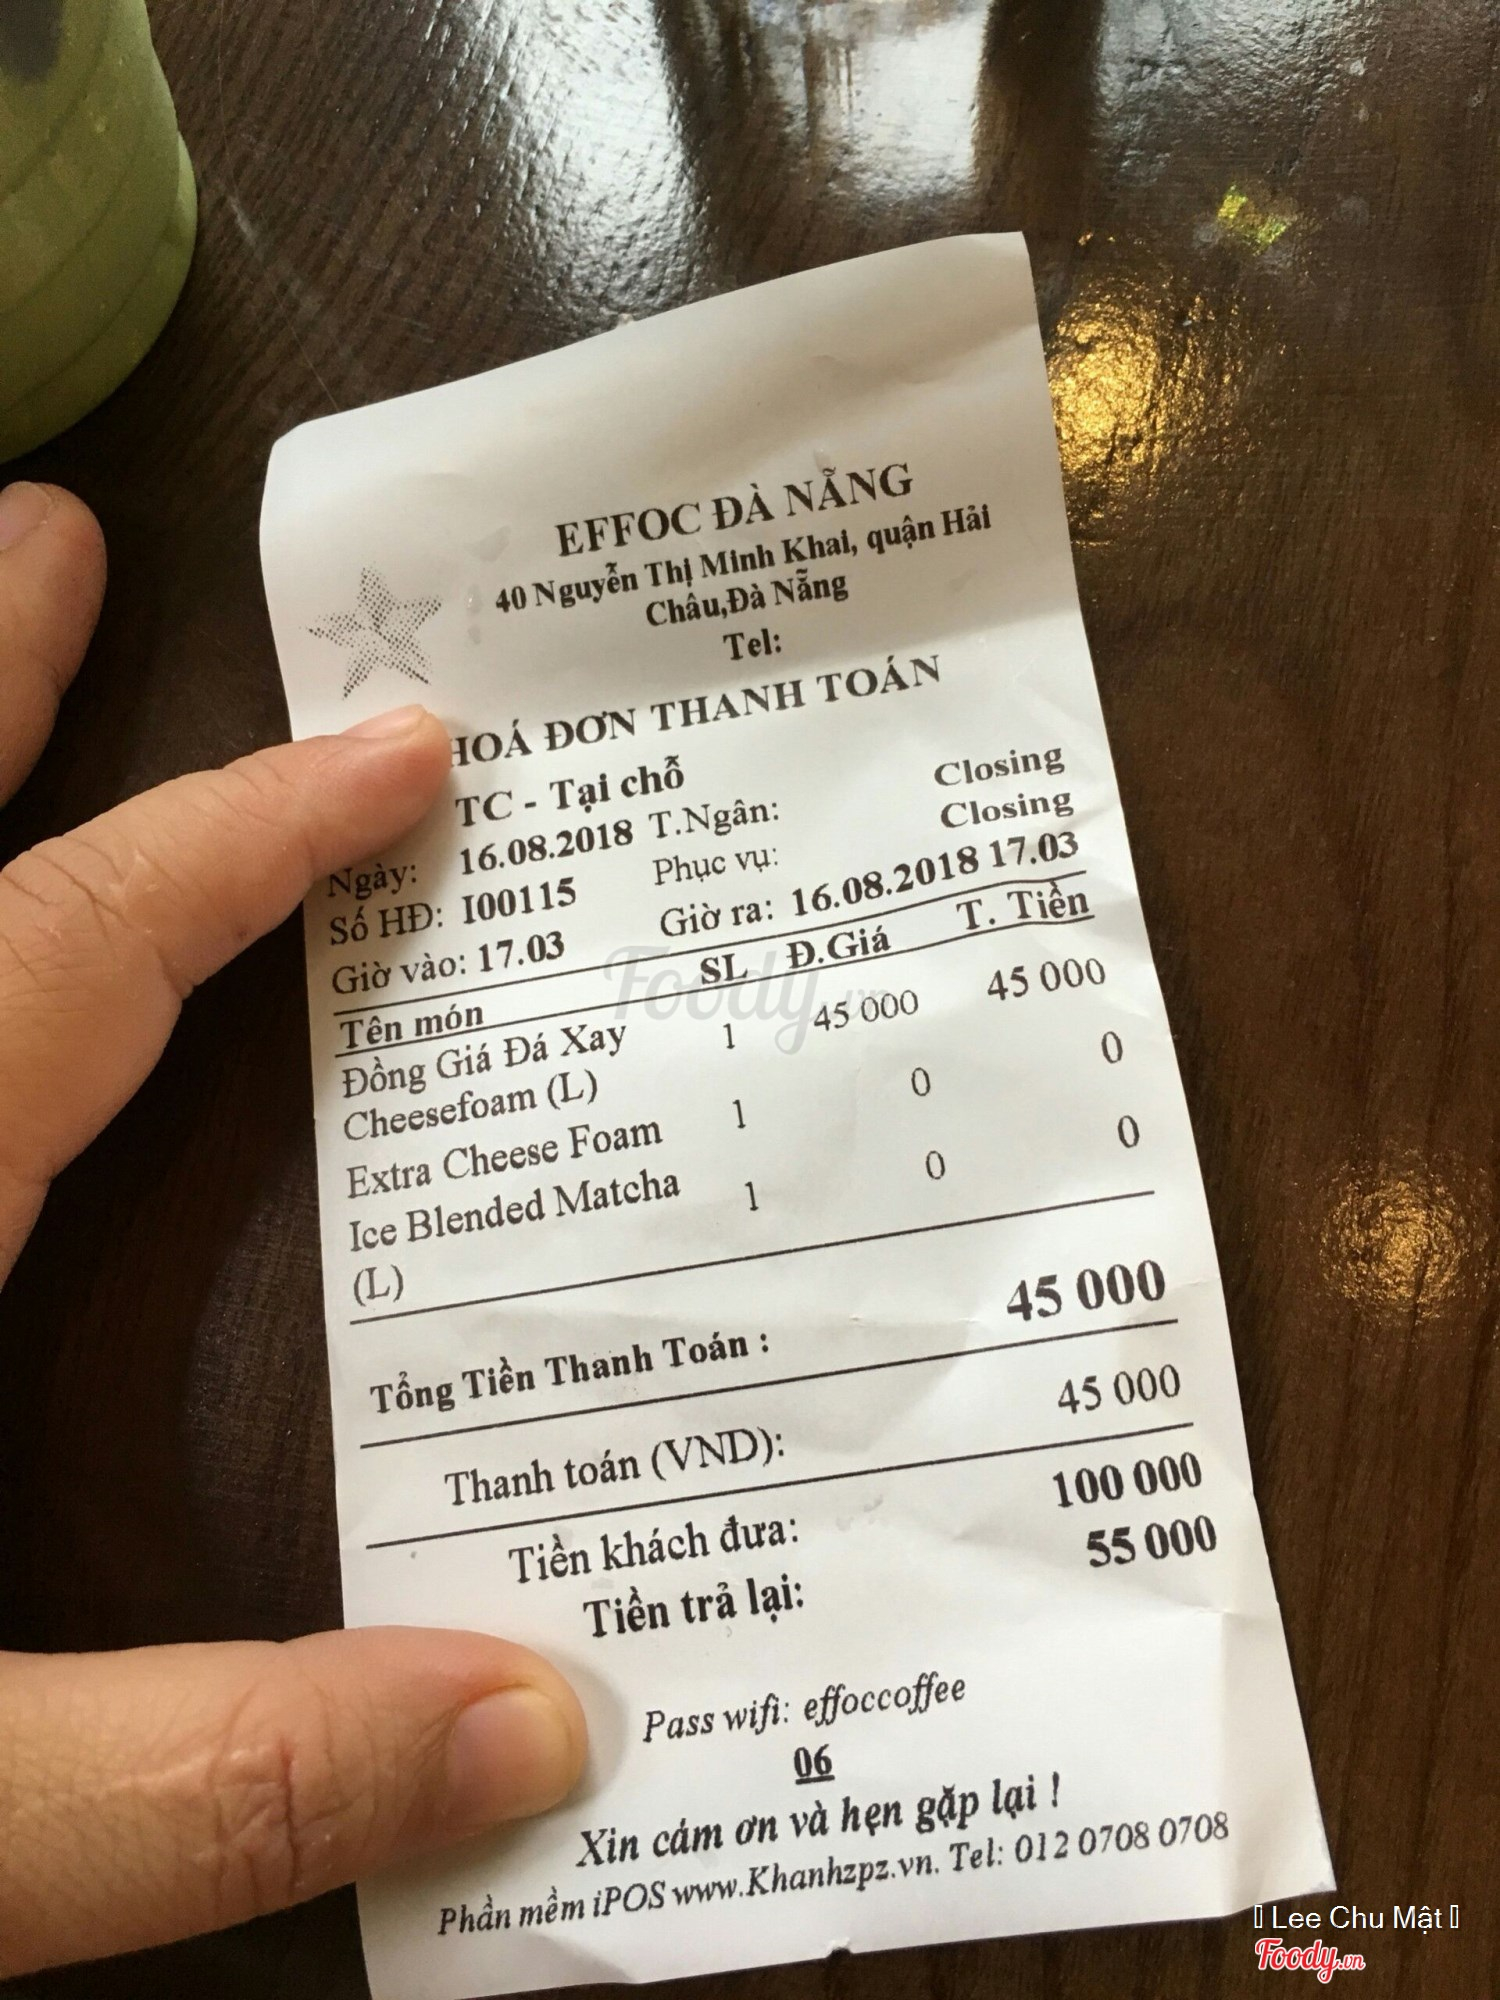 EFFOC ĐÀ NẴNG
40 Nguyễn Thị Minh Khai, quận Hải
Châu,Đà Nẵng
Tel:
HOÁ ĐƠN THANH TOÁN
TC - Tại chỗ
Ngày: 16.08.2018 T.Ngân: Closing
Số HĐ: I00115 Phục vụ: Closing
Giờ vào: 17.03 Giờ ra: 16.08.2018 17.03
Tên món SL Đ.Giá T. Tiền
Đồng Giá Đá Xay 1 45 000 45 000
Cheesefoam (L)
Extra Cheese Foam 1 0 0
Ice Blended Matcha 1 0 0
(L)
Tổng Tiền Thanh Toán : 45 000
Thanh toán (VND): 45 000
Tiền khách đưa: 100 000
Tiền trả lại: 55 000
Pass wifi: effoccoffee
06
Xin cám ơn và hẹn gặp lại !
Phần mềm iPOS www.Khanhzpz.vn. Tel: 012 0708 0708
Foody.vn
Lee Chu Mật
Foody.vn